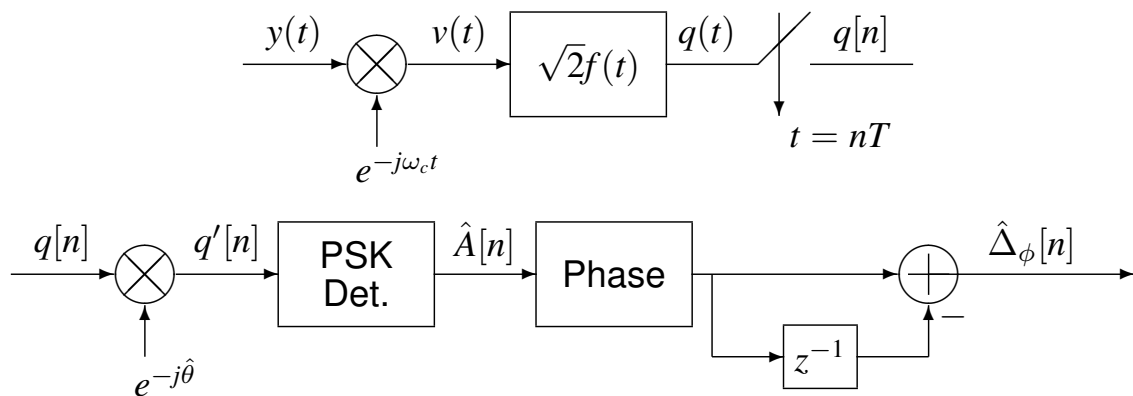 y(t) v(t) √2f(t) q(t) q[n]
t = nT
e^{-jω_c t}
q[n] q′[n] PSK Det. Â[n] Phase Δ̂_ϕ[n]
−
z^{-1}
e^{-jθ̂}